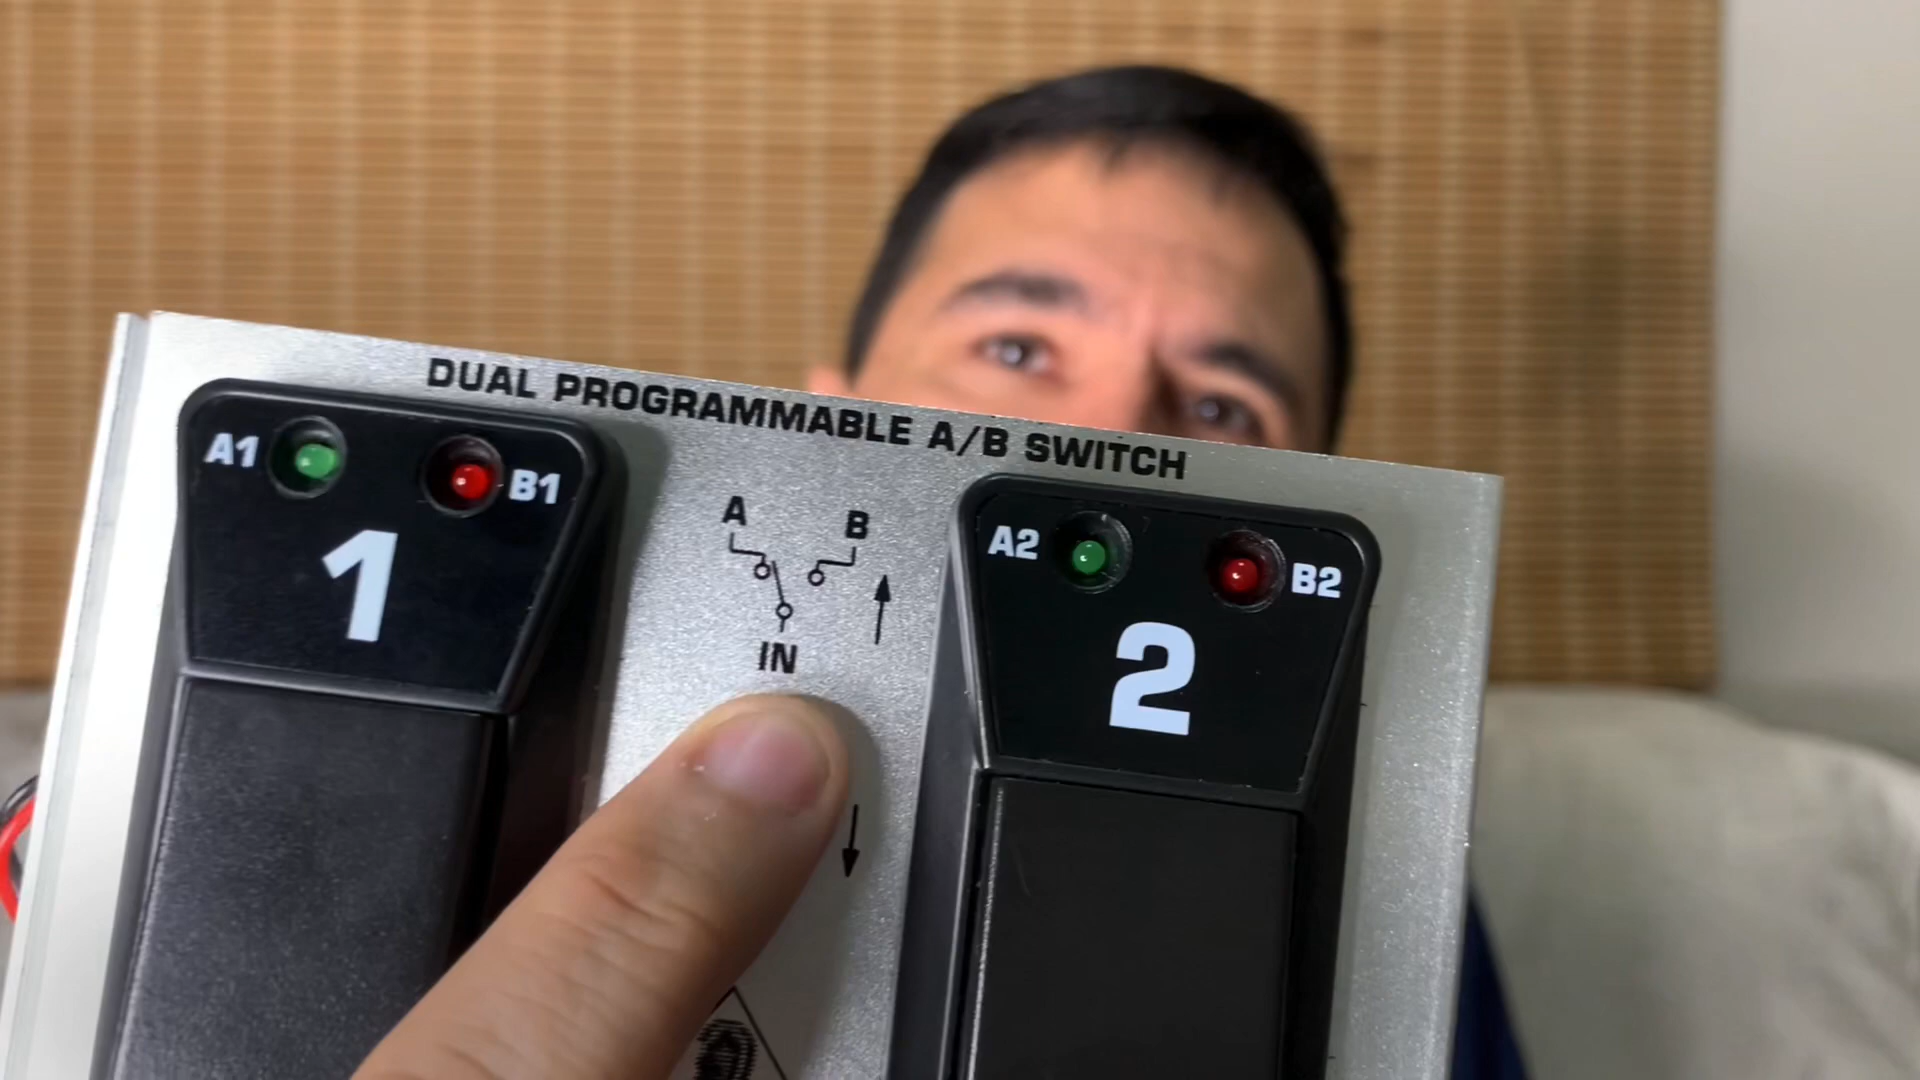 DUAL PROGRAMMABLE A/B SWITCH
A1 B1
1
A B
IN
A2 B2
2